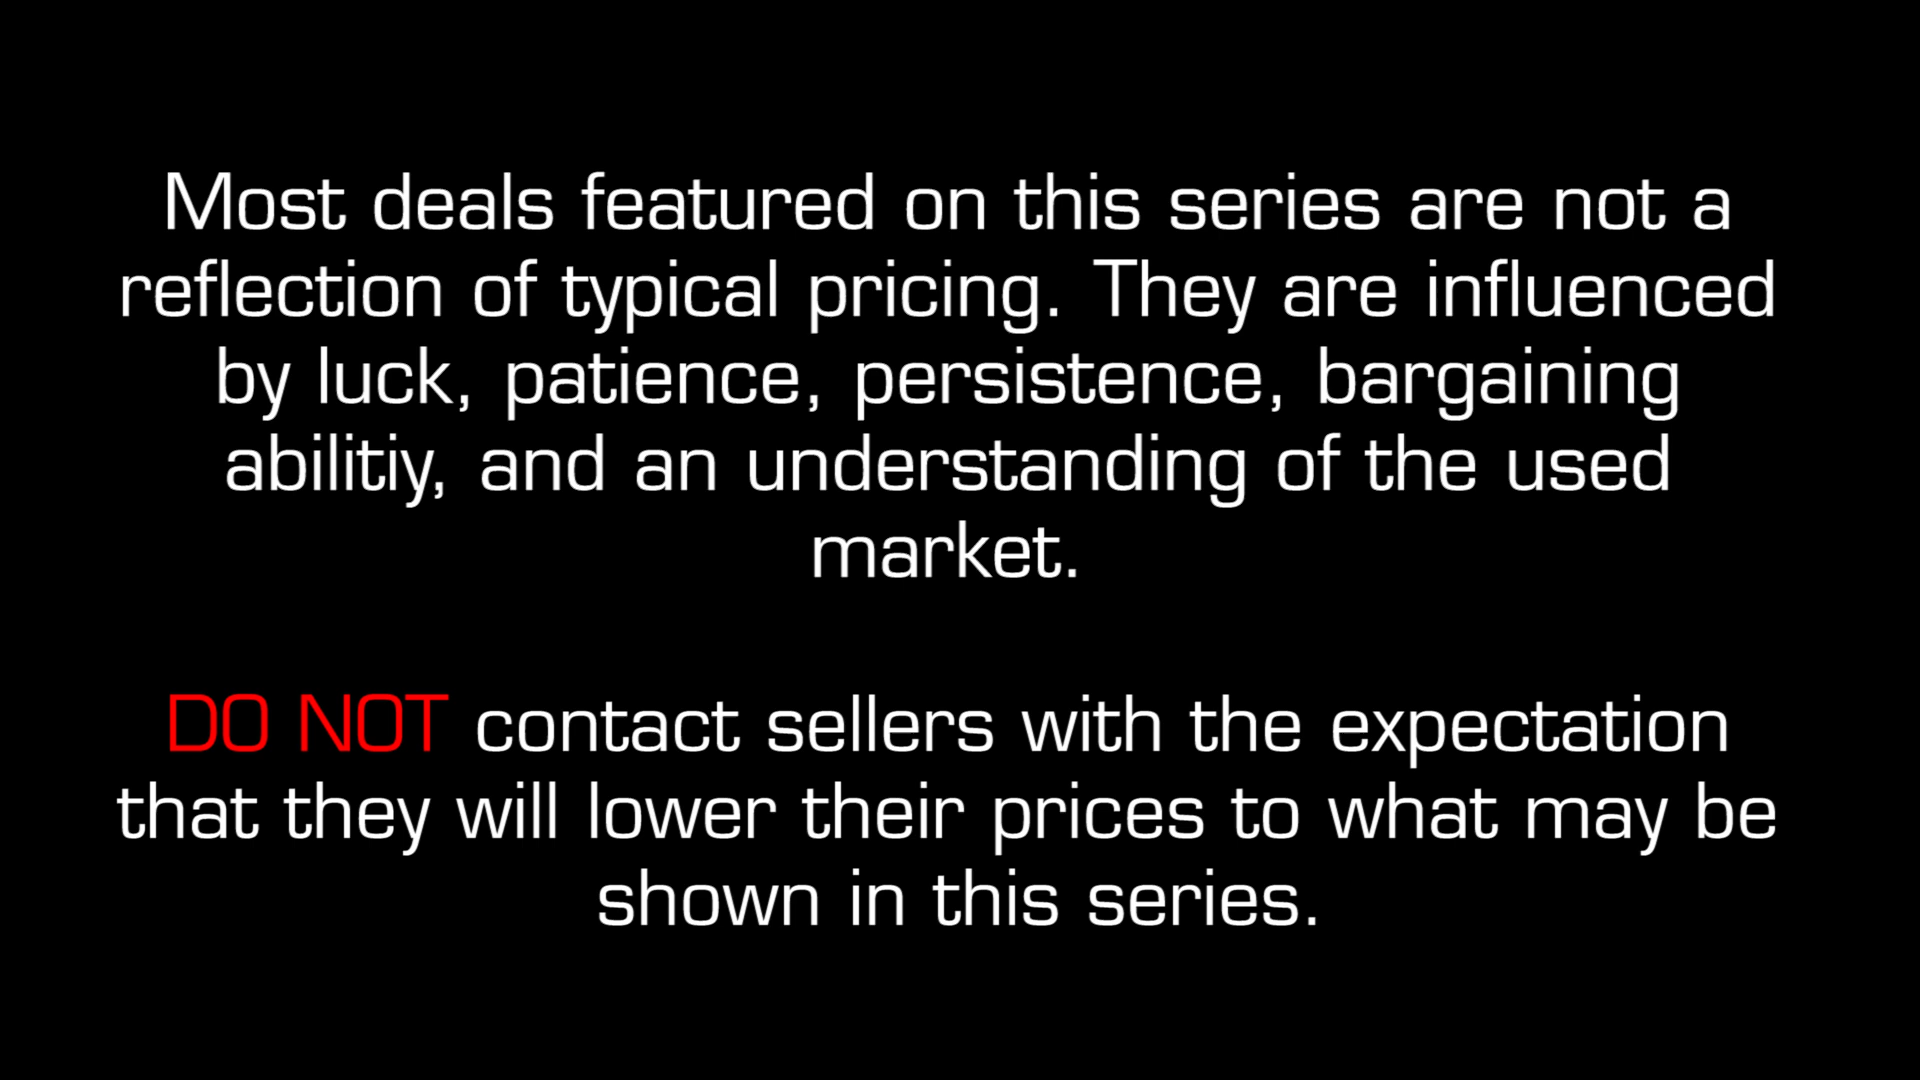 Most deals featured on this series are not a
reflection of typical pricing. They are influenced
by luck, patience, persistence, bargaining
abilitiy, and an understanding of the used
market.
DO NOT contact sellers with the expectation
that they will lower their prices to what may be
shown in this series.